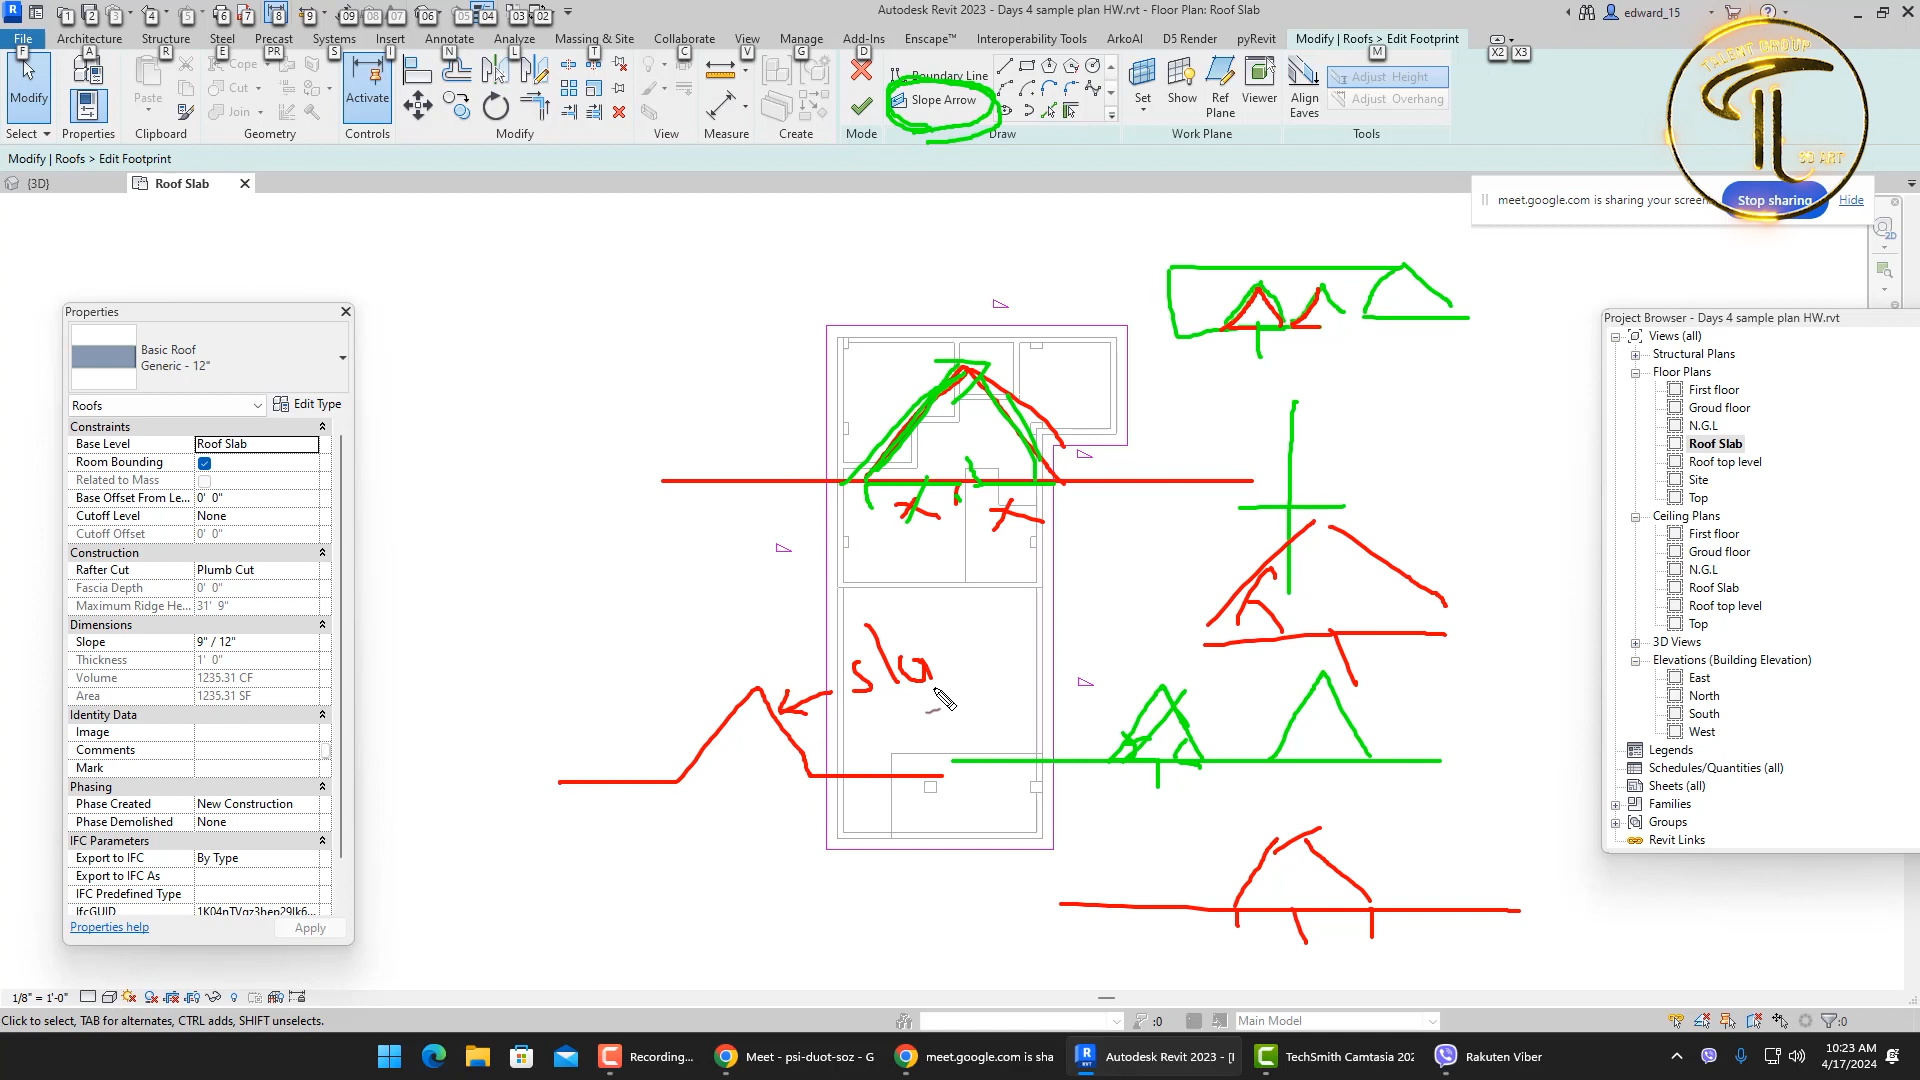 Autodesk Revit 2023 - Days 4 sample plan HW.rvt - Floor Plan: Roof Slab
edward_15
File Architecture Structure Steel Precast Systems Insert Annotate Analyze Massing & Site Collaborate View Manage Add-Ins Enscape™ Interoperability Tools ArkoAI D5 Render pyRevit Modify | Roofs > Edit Footprint
Modify Paste Cope Cut Join Activate Boundary Line Slope Arrow Set Show Ref Plane Viewer Align Eaves Adjust Height Adjust Overhang
Select Properties Clipboard Geometry Controls Modify View Measure Create Mode Draw Work Plane Tools
TALENT GROUP
3D ART
Modify | Roofs > Edit Footprint
{3D} Roof Slab
meet.google.com is sharing your screen. Stop sharing Hide
Properties
Basic Roof
Generic - 12"
Roofs Edit Type
Constraints
Base Level Roof Slab
Room Bounding
Related to Mass
Base Offset From Le... 0' 0"
Cutoff Level None
Cutoff Offset 0' 0"
Construction
Rafter Cut Plumb Cut
Fascia Depth 0' 0"
Maximum Ridge He... 31' 9"
Dimensions
Slope 9" / 12"
Thickness 1' 0"
Volume 1235.31 CF
Area 1235.31 SF
Identity Data
Image
Comments
Mark
Phasing
Phase Created New Construction
Phase Demolished None
IFC Parameters
Export to IFC By Type
Export to IFC As
IFC Predefined Type
IfcGUID
Properties help Apply
slo
Project Browser - Days 4 sample plan HW.rvt
Views (all)
Structural Plans
Floor Plans
First floor
Groud floor
N.G.L
Roof Slab
Roof top level
Site
Top
Ceiling Plans
First floor
Groud floor
N.G.L
Roof Slab
Roof top level
Top
3D Views
Elevations (Building Elevation)
East
North
South
West
Legends
Schedules/Quantities (all)
Sheets (all)
Families
Groups
Revit Links
1/8" = 1'-0"
Click to select, TAB for alternates, CTRL adds, SHIFT unselects.
:0 Main Model :0
Recording... Meet - psi-duot-soz - G meet.google.com is sha Autodesk Revit 2023 - [ TechSmith Camtasia 202 Rakuten Viber
10:23 AM
4/17/2024